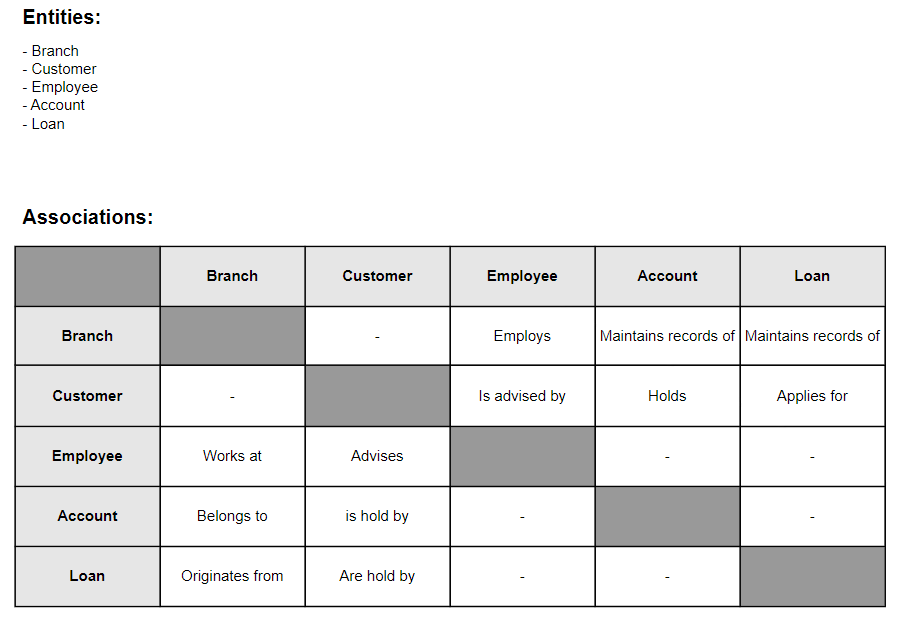 Entities:
- Branch
- Customer
- Employee
- Account
- Loan
Associations:
Branch Customer Employee Account Loan
Branch - Employs Maintains records of Maintains records of
Customer - Is advised by Holds Applies for
Employee Works at Advises - -
Account Belongs to is hold by - -
Loan Originates from Are hold by - -